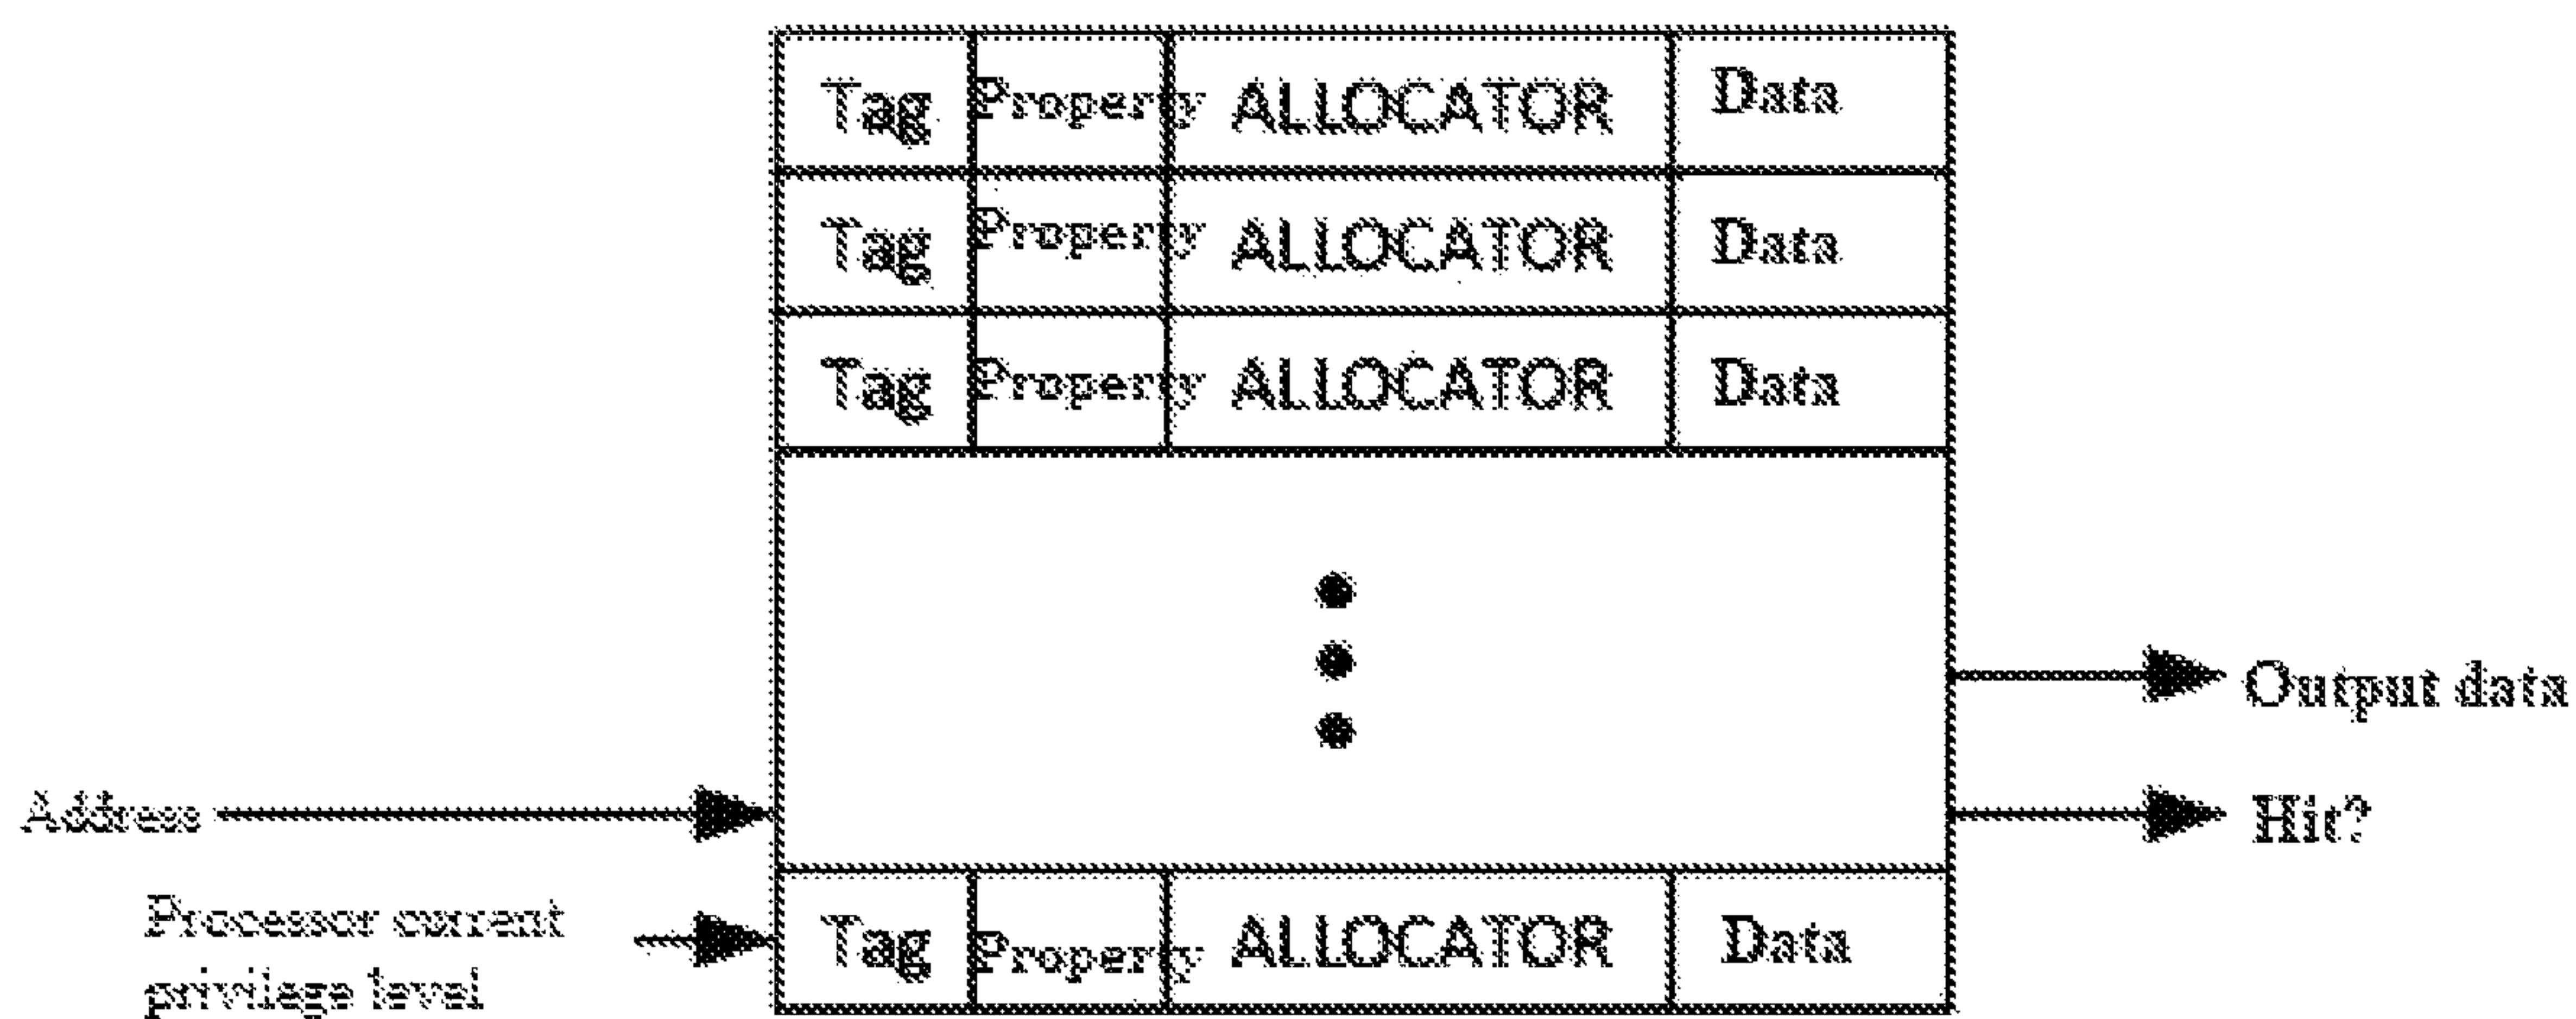 Tag Property ALLOCATOR Data
Tag Property ALLOCATOR Data
Tag Property ALLOCATOR Data
Output data
Address
Hit?
Processor current
privilege level
Tag Property ALLOCATOR Data